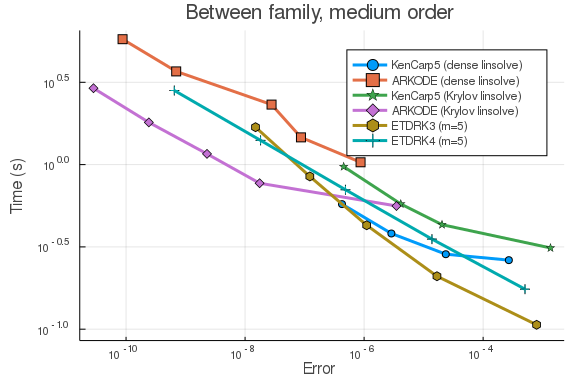 Between family, medium order
KenCarp5 (dense linsolve)
ARKODE (dense linsolve)
KenCarp5 (Krylov linsolve)
ARKODE (Krylov linsolve)
ETDRK3 (m=5)
ETDRK4 (m=5)
Time (s)
10^0.5
10^0.0
10^-0.5
10^-1.0
10^-10
10^-8
10^-6
10^-4
Error